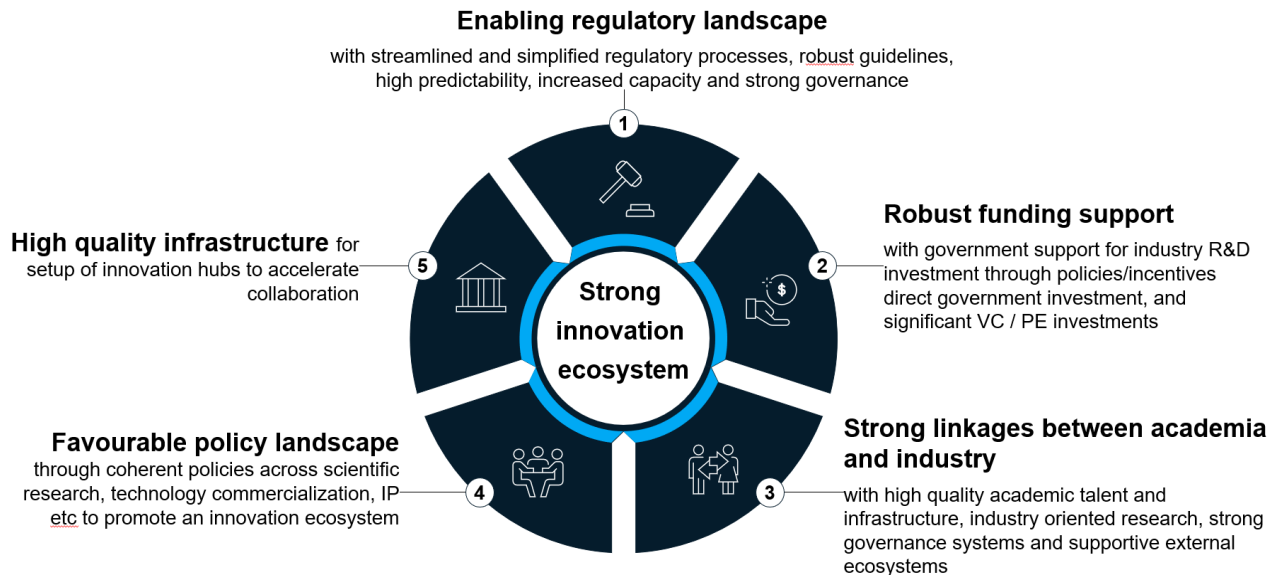 Enabling regulatory landscape
with streamlined and simplified regulatory processes, robust guidelines,
high predictability, increased capacity and strong governance
1
Robust funding support
with government support for industry R&D
investment through policies/incentives
direct government investment, and
significant VC / PE investments
2
$
Strong linkages between academia
and industry
with high quality academic talent and
infrastructure, industry oriented research, strong
governance systems and supportive external
ecosystems
3
Favourable policy landscape
through coherent policies across scientific
research, technology commercialization, IP
etc to promote an innovation ecosystem
4
High quality infrastructure for
setup of innovation hubs to accelerate
collaboration
5
Strong
innovation
ecosystem